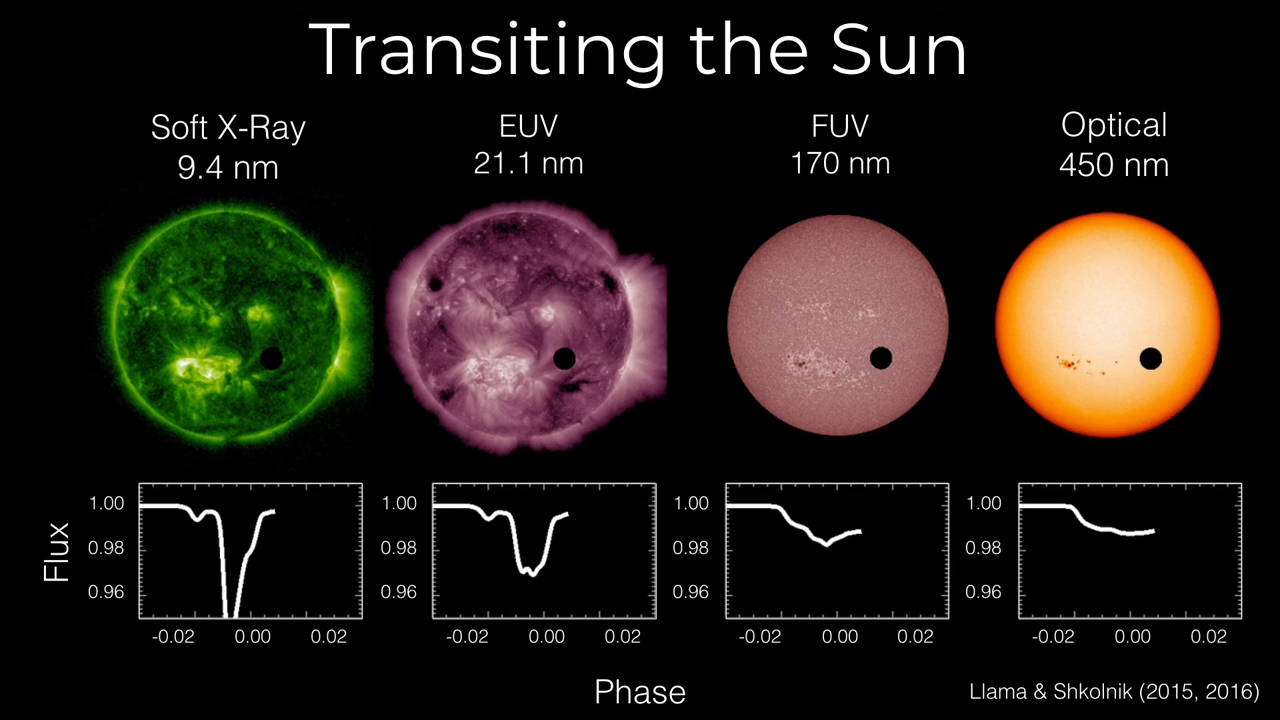 Transiting the Sun
Soft X-Ray
9.4 nm
EUV
21.1 nm
FUV
170 nm
Optical
450 nm
Flux
1.00
0.98
0.96
-0.02 0.00 0.02
1.00
0.98
0.96
-0.02 0.00 0.02
1.00
0.98
0.96
-0.02 0.00 0.02
1.00
0.98
0.96
-0.02 0.00 0.02
Phase
Llama & Shkolnik (2015, 2016)